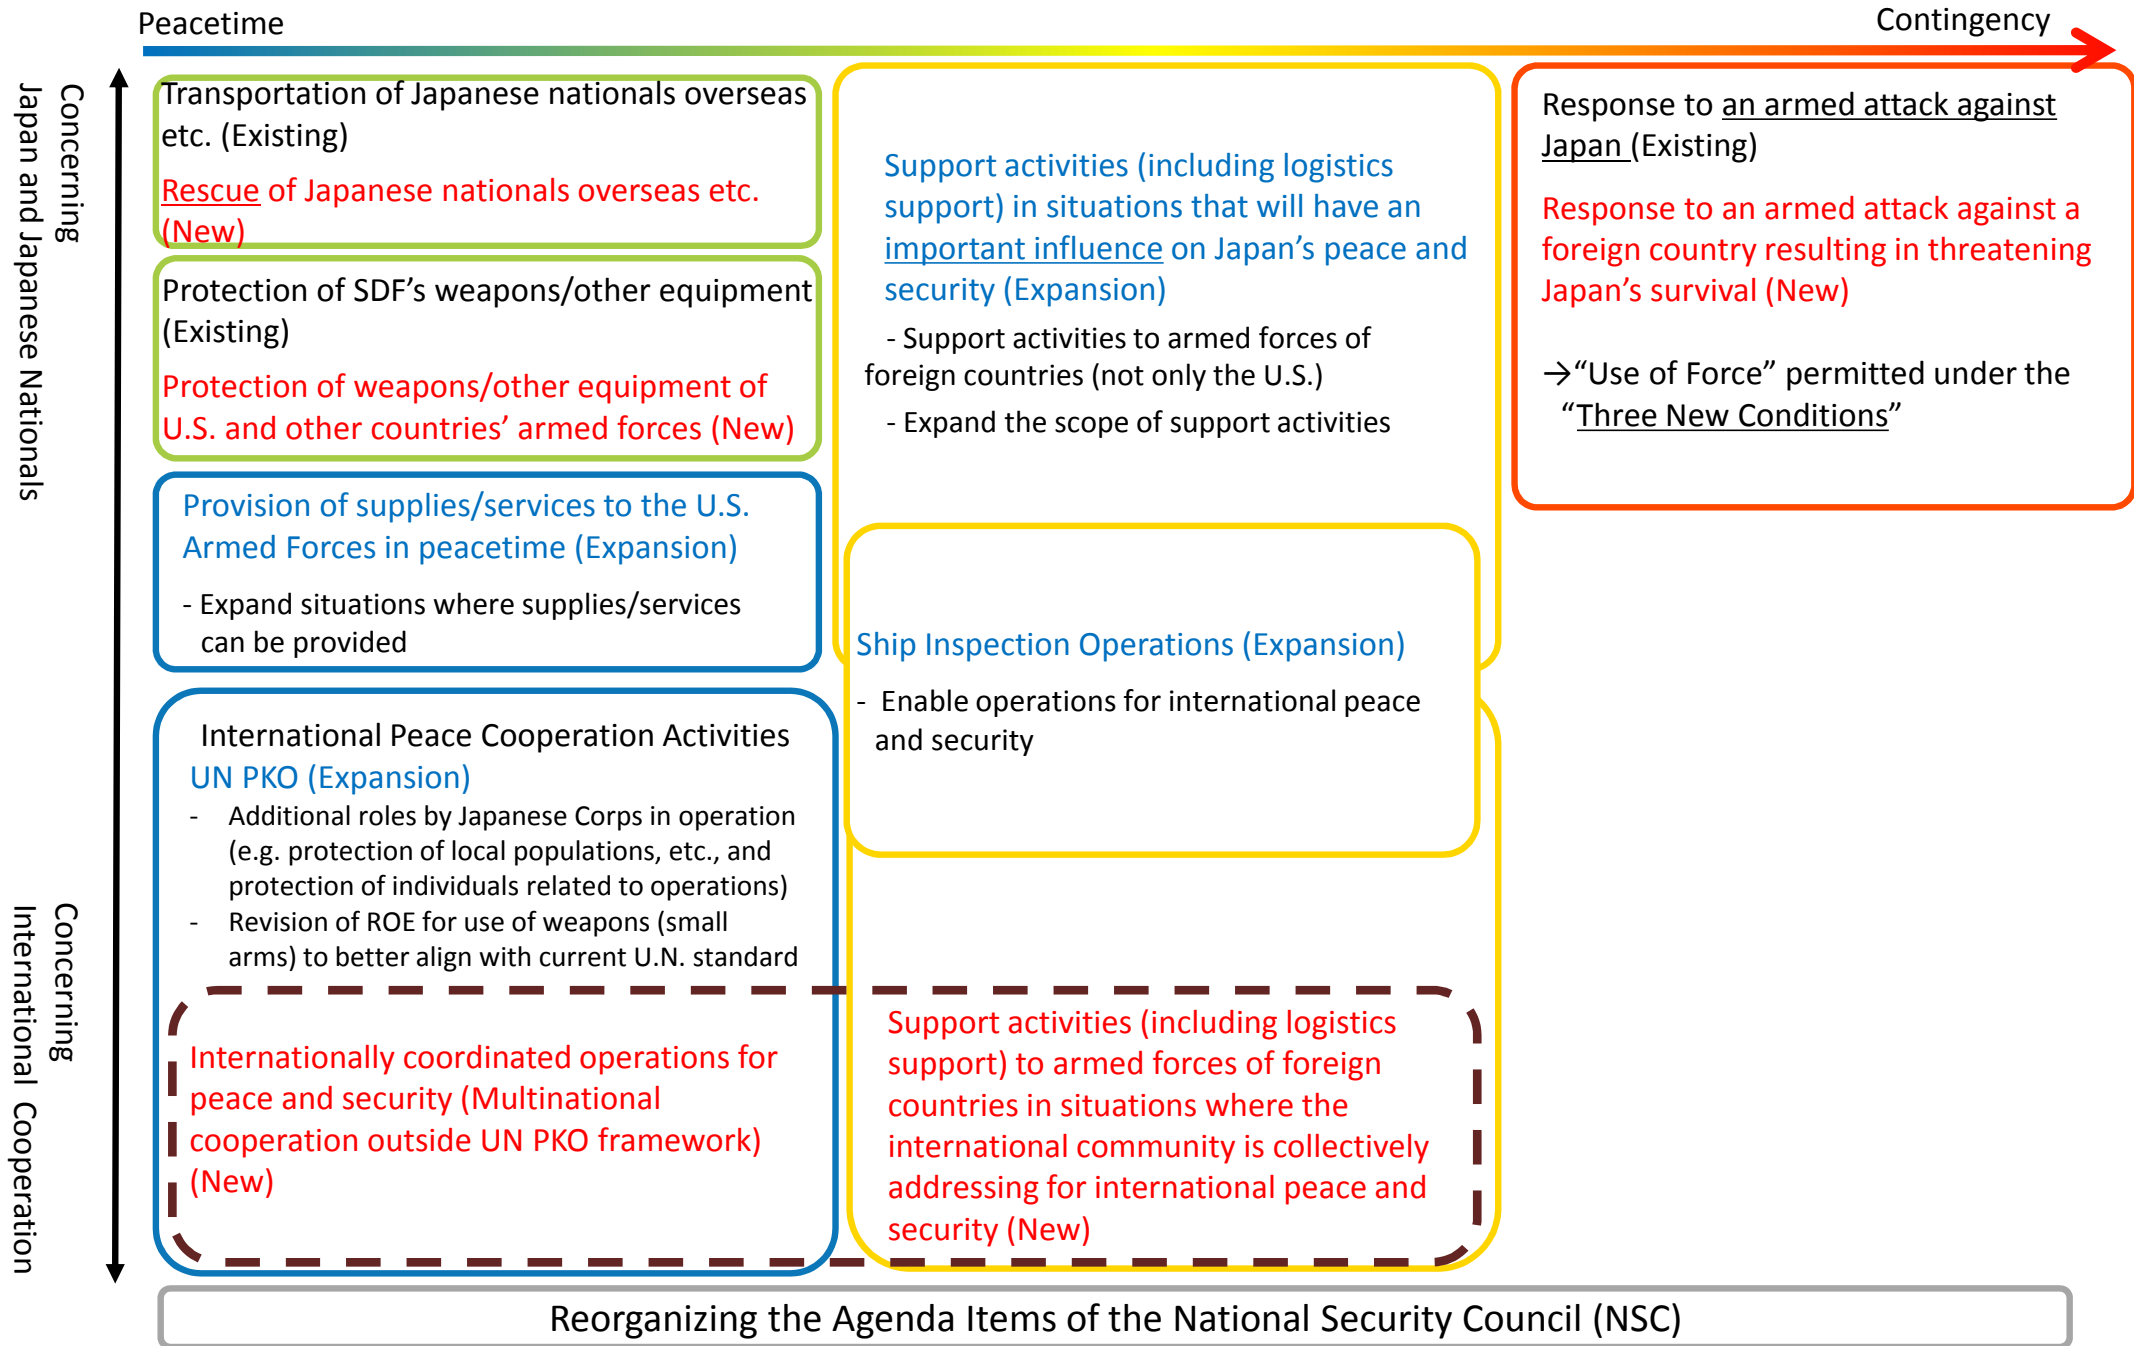 Peacetime
Contingency
Concerning
Japan and Japanese Nationals
Transportation of Japanese nationals overseas
etc. (Existing)
Rescue of Japanese nationals overseas etc.
(New)
Protection of SDF’s weapons/other equipment
(Existing)
Protection of weapons/other equipment of
U.S. and other countries’ armed forces (New)
Provision of supplies/services to the U.S.
Armed Forces in peacetime (Expansion)
- Expand situations where supplies/services
can be provided
Support activities (including logistics
support) in situations that will have an
important influence on Japan’s peace and
security (Expansion)
- Support activities to armed forces of
foreign countries (not only the U.S.)
- Expand the scope of support activities
Response to an armed attack against
Japan (Existing)
Response to an armed attack against a
foreign country resulting in threatening
Japan’s survival (New)
→“Use of Force” permitted under the
“Three New Conditions”
Ship Inspection Operations (Expansion)
- Enable operations for international peace
and security
Concerning
International Cooperation
International Peace Cooperation Activities
UN PKO (Expansion)
- Additional roles by Japanese Corps in operation
(e.g. protection of local populations, etc., and
protection of individuals related to operations)
- Revision of ROE for use of weapons (small
arms) to better align with current U.N. standard
Internationally coordinated operations for
peace and security (Multinational
cooperation outside UN PKO framework)
(New)
Support activities (including logistics
support) to armed forces of foreign
countries in situations where the
international community is collectively
addressing for international peace and
security (New)
Reorganizing the Agenda Items of the National Security Council (NSC)